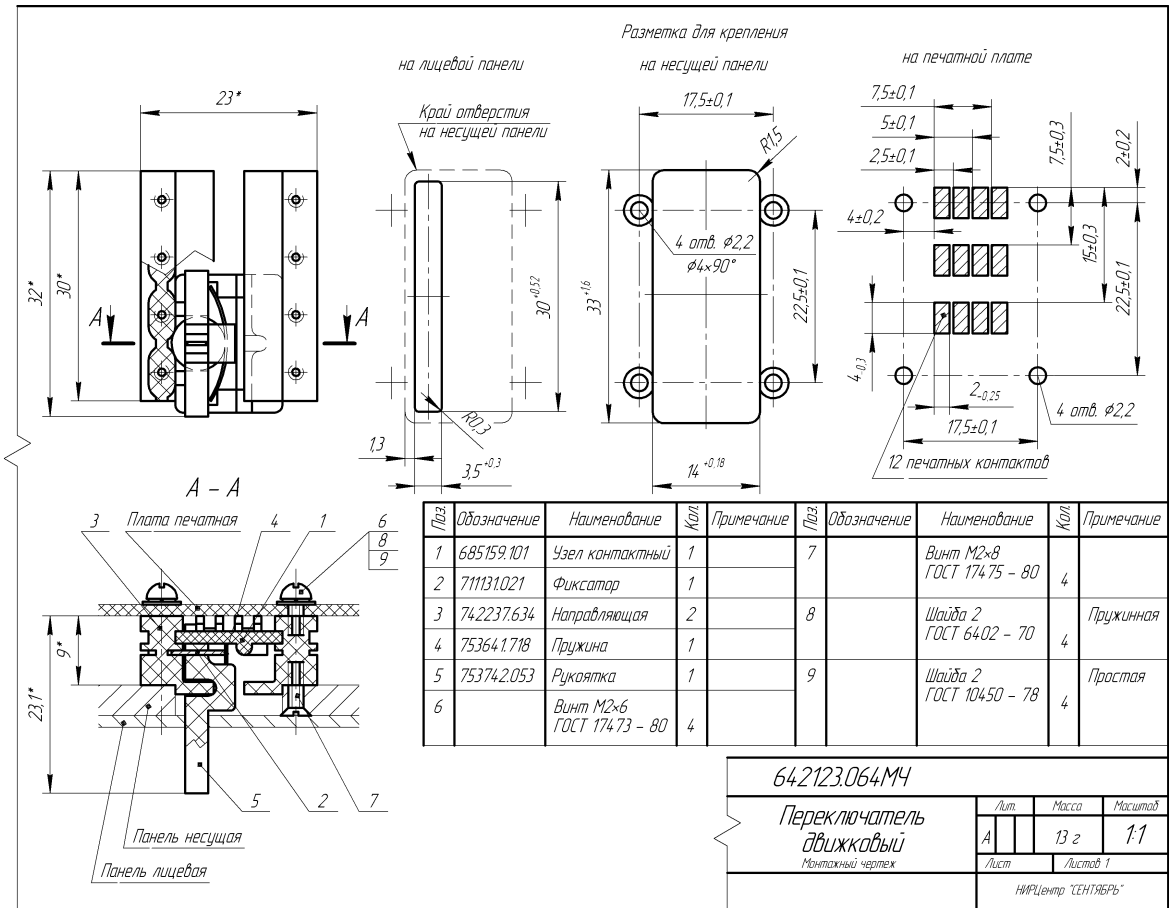 Разметка для крепления
на лицевой панели
на несущей панели
на печатной плате
23*
Край отверстия
на несущей панели
17,5±0,1
R1,5
7,5±0,1
5±0,1
2,5±0,1
7,5±0,3
2±0,2
4±0,2
15±0,3
22,5±0,1
32*
30*
А
А
30+0,52
33+1,6
4 отв. φ2,2
φ4×90°
22,5±0,1
4-0,3
2-0,25
4 отв. φ2,2
17,5±0,1
12 печатных контактов
R0,3
1,3
3,5+0,3
14+0,18
А – А
3
Плата печатная
4
1
6
8
9
9*
23,1*
5
2
7
Панель несущая
Панель лицевая
Поз. Обозначение Наименование Кол. Примечание Поз. Обозначение Наименование Кол. Примечание
1 685159.101 Узел контактный 1
2 711131.021 Фиксатор 1
3 742237.634 Направляющая 2
4 753641.718 Пружина 1
5 753742.053 Рукоятка 1
6 Винт М2×6
ГОСТ 17473 – 80 4
7 Винт М2×8
ГОСТ 17475 – 80 4
8 Шайба 2 Пружинная
ГОСТ 6402 – 70 4
9 Шайба 2 Простая
ГОСТ 10450 – 78 4
642123.064МЧ
Переключатель
движковый
Монтажный чертеж
Лит. Масса Масштаб
А 13 г 1:1
Лист Листов 1
НИРЦентр "СЕНТЯБРЬ"